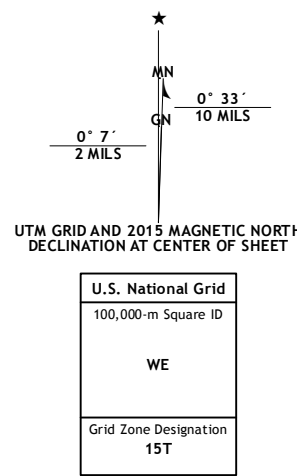 ★
MN
0° 33´
10 MILS
GN
0° 7´
2 MILS
UTM GRID AND 2015 MAGNETIC NORTH
DECLINATION AT CENTER OF SHEET
U.S. National Grid
100,000-m Square ID
WE
Grid Zone Designation
15T